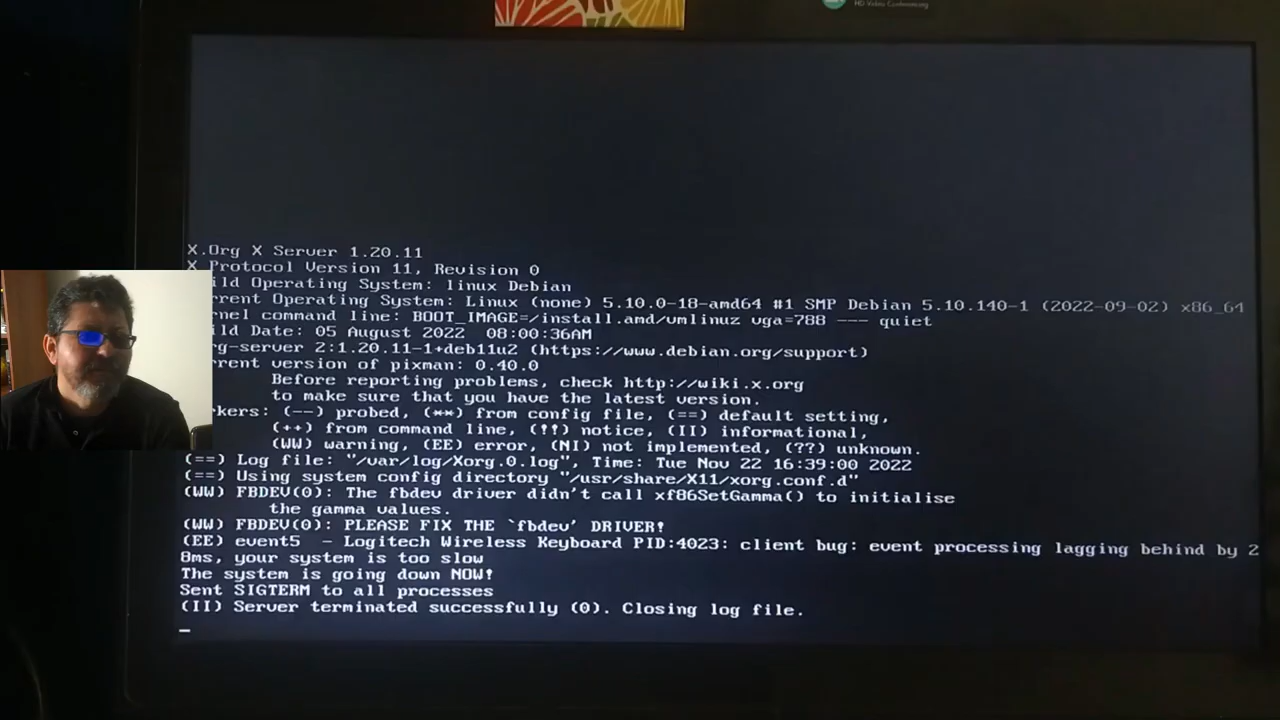 HD Video Conferencing
X.Org X Server 1.20.11
X Protocol Version 11, Revision 0
ild Operating System: linux Debian
rrent Operating System: Linux (none) 5.10.0-18-amd64 #1 SMP Debian 5.10.140-1 (2022-09-02) x86_64
rnel command line: BOOT_IMAGE=/install.amd/vmlinuz vga=788 --- quiet
ild Date: 05 August 2022  08:00:36AM
rg-server 2:1.20.11-1+deb11u2 (https://www.debian.org/support)
rrent version of pixman: 0.40.0
Before reporting problems, check http://wiki.x.org
to make sure that you have the latest version.
rkers: (--) probed, (**) from config file, (==) default setting,
(++) from command line, (!!) notice, (II) informational,
(WW) warning, (EE) error, (NI) not implemented, (??) unknown.
(==) Log file: "/var/log/Xorg.0.log", Time: Tue Nov 22 16:39:00 2022
(==) Using system config directory "/usr/share/X11/xorg.conf.d"
(WW) FBDEV(0): The fbdev driver didn't call xf86SetGamma() to initialise
the gamma values.
(WW) FBDEV(0): PLEASE FIX THE `fbdev' DRIVER!
(EE) event5  - Logitech Wireless Keyboard PID:4023: client bug: event processing lagging behind by 2
8ms, your system is too slow
The system is going down NOW!
Sent SIGTERM to all processes
(II) Server terminated successfully (0). Closing log file.